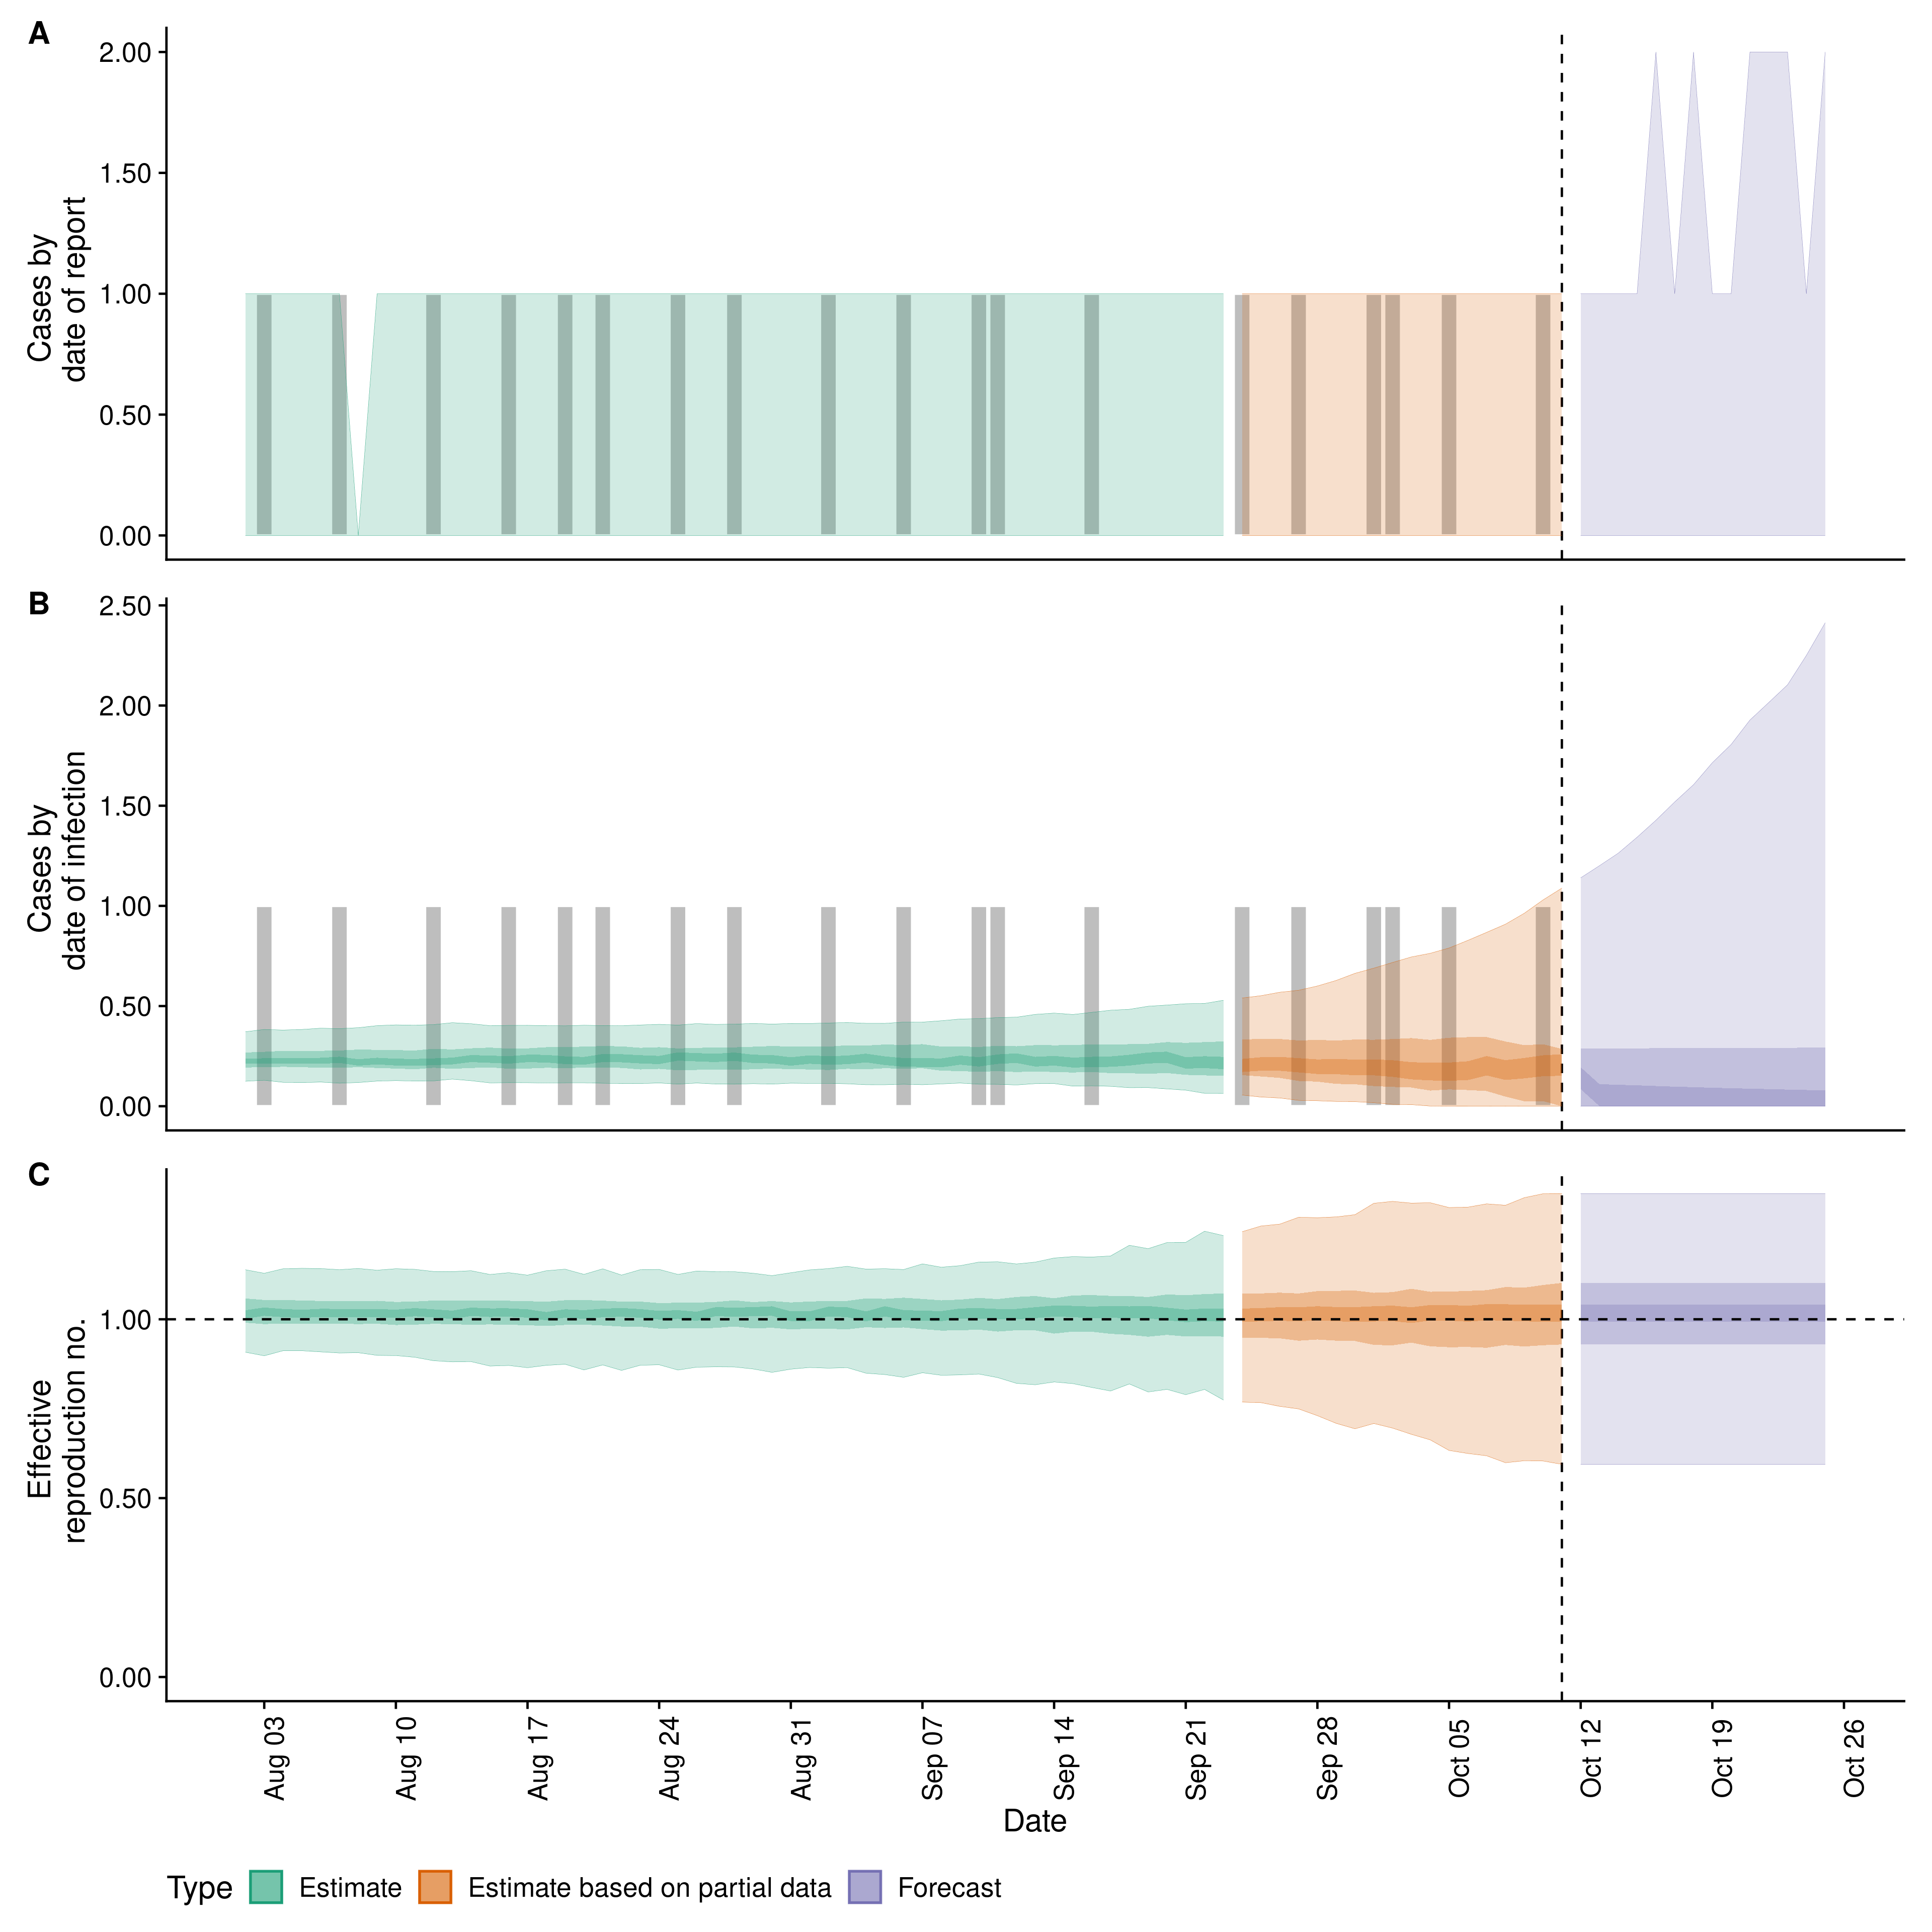 A
2.00
1.50
1.00
0.50
0.00
Cases by
date of report
B
2.50
2.00
1.50
1.00
0.50
0.00
Cases by
date of infection
C
1.00
0.50
0.00
Effective
reproduction no.
Aug 03
Aug 10
Aug 17
Aug 24
Aug 31
Sep 07
Sep 14
Sep 21
Sep 28
Oct 05
Oct 12
Oct 19
Oct 26
Date
Type Estimate Estimate based on partial data Forecast